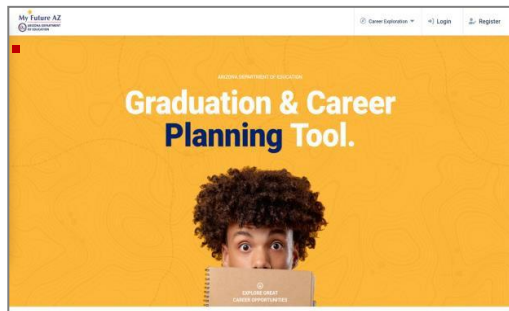 My Future AZ
ARIZONA DEPARTMENT
OF EDUCATION
Career Exploration
Login
Register
ARIZONA DEPARTMENT OF EDUCATION
Graduation & Career
Planning Tool.
EXPLORE GREAT
CAREER OPPORTUNITIES